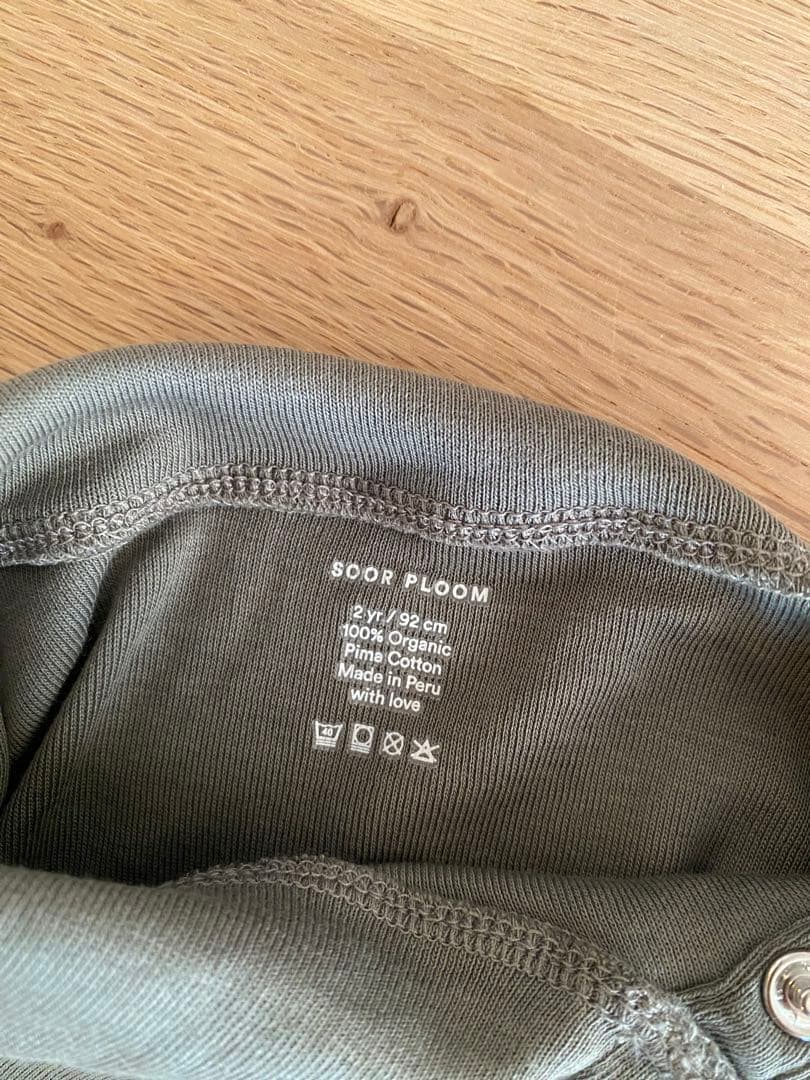 SOOR PLOOM
2 yr / 92 cm
100% Organic
Pima Cotton
Made in Peru
with love
40